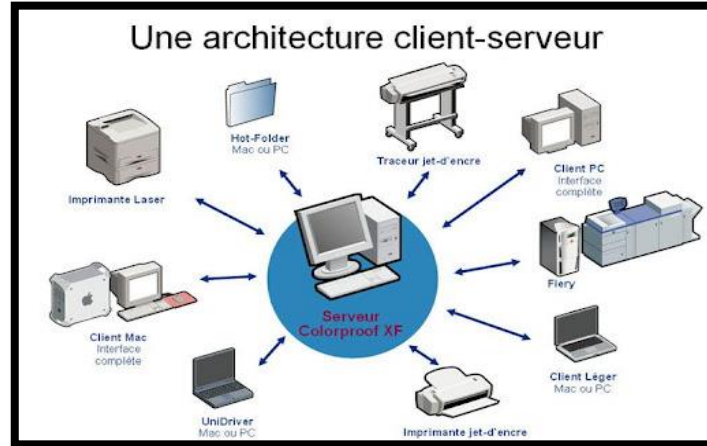 Une architecture client-serveur
Hot-Folder
Mac ou PC
Traceur jet-d'encre
Client PC
Interface
complète
Imprimante Laser
Fiery
Client Mac
Interface
complète
Serveur
Colorproof XF
Client Léger
Mac ou PC
UniDriver
Mac ou PC
Imprimante jet-d'encre